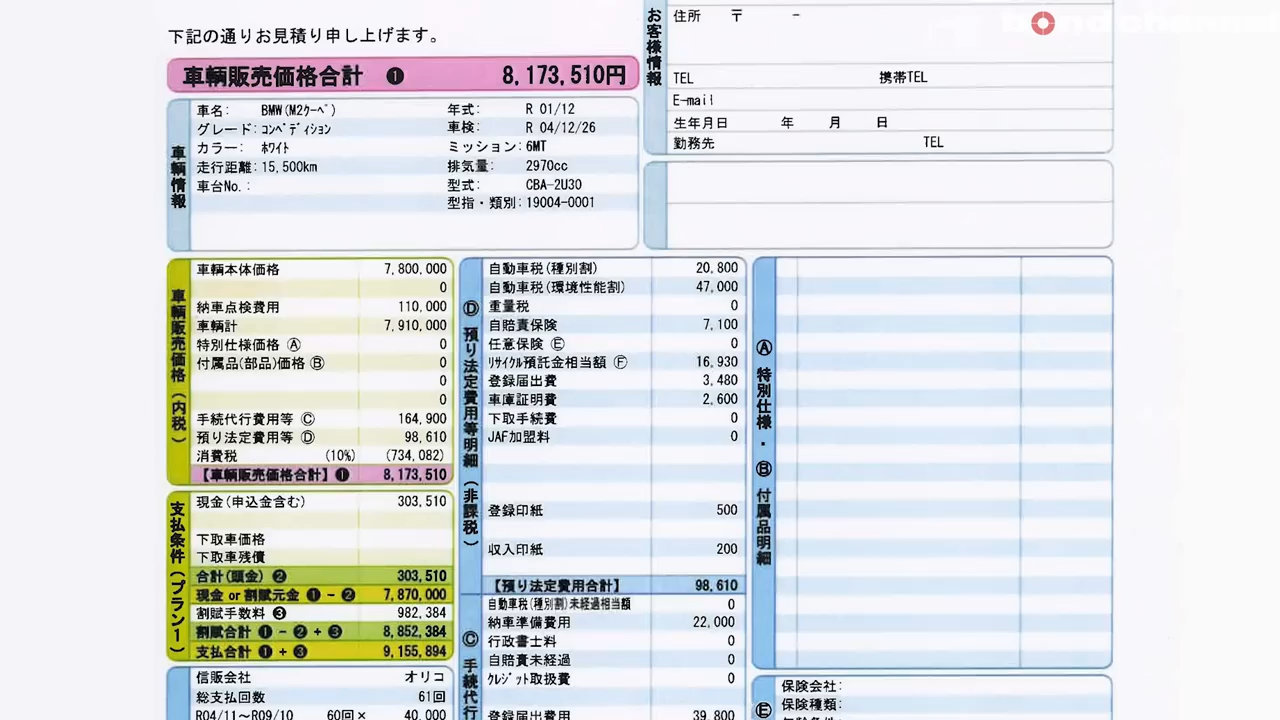 下記の通りお見積り申し上げます。
車輌販売価格合計 ❶ 8,173,510円
車輌情報
車名: BMW(M2ｸｰﾍﾟ) 年式: R 01/12
グレード: ｺﾝﾍﾟﾃﾞｨｼｮﾝ 車検: R 04/12/26
カラー: ﾎﾜｲﾄ ミッション: 6MT
走行距離: 15,500km 排気量: 2970cc
車台No.: 型式: CBA-2U30
型指・類別: 19004-0001
お客様情報
住所 〒 -
TEL 携帯TEL
E-mail
生年月日 年 月 日
勤務先 TEL
車輌販売価格(内税)
車輌本体価格 7,800,000
0
納車点検費用 110,000
車輌計 7,910,000
特別仕様価格 Ⓐ 0
付属品(部品)価格 Ⓑ 0
0
0
手続代行費用等 Ⓒ 164,900
預り法定費用等 Ⓓ 98,610
消費税 (10%) (734,082)
【車輌販売価格合計】❶ 8,173,510
支払条件(プラン1)
現金(申込金含む) 303,510
下取車価格
下取車残債
合計(頭金) ❷ 303,510
現金 or 割賦元金 ❶ - ❷ 7,870,000
割賦手数料 ❸ 982,384
割賦合計 ❶ - ❷ + ❸ 8,852,384
支払合計 ❶ + ❸ 9,155,894
信販会社 オリコ
総支払回数 61回
R04/11～R09/10 60回× 40,000
Ⓓ 預り法定費用等明細(非課税)
自動車税(種別割) 20,800
自動車税(環境性能割) 47,000
重量税 0
自賠責保険 7,100
任意保険 Ⓔ 0
ﾘｻｲｸﾙ預託金相当額 Ⓕ 16,930
登録届出費 3,480
車庫証明費 2,600
下取手続費 0
JAF加盟料 0
登録印紙 500
収入印紙 200
【預り法定費用合計】 98,610
Ⓒ 手続代行
自動車税(種別割)未経過相当額 0
納車準備費用 22,000
行政書士料 0
自賠責未経過 0
ｸﾚｼﾞｯﾄ取扱費 0
登録届出費用 39,800
Ⓐ 特別仕様・Ⓑ 付属品明細
Ⓔ
保険会社:
保険種類: